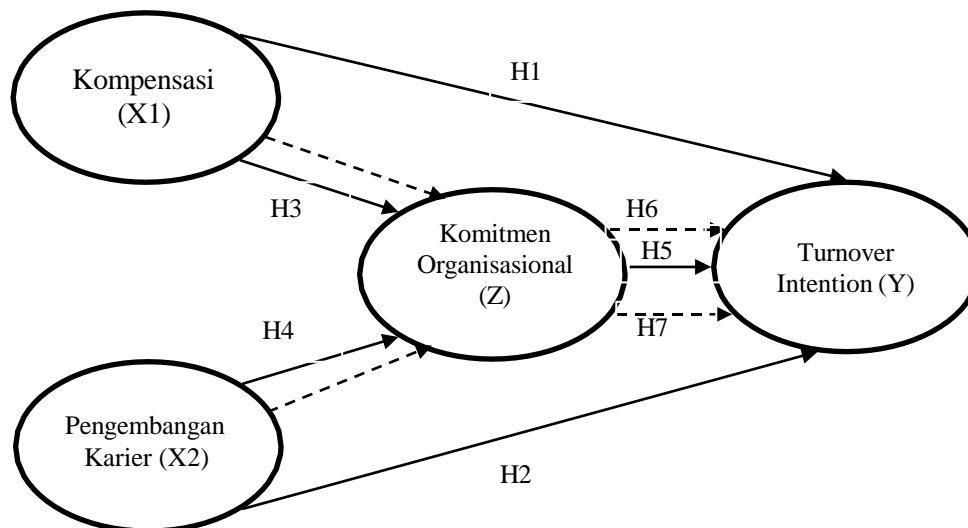 Kompensasi
(X1)
H1
H3
Komitmen
Organisasional
(Z)
H6
H5
H7
Turnover
Intention (Y)
H4
Pengembangan
Karier (X2)
H2